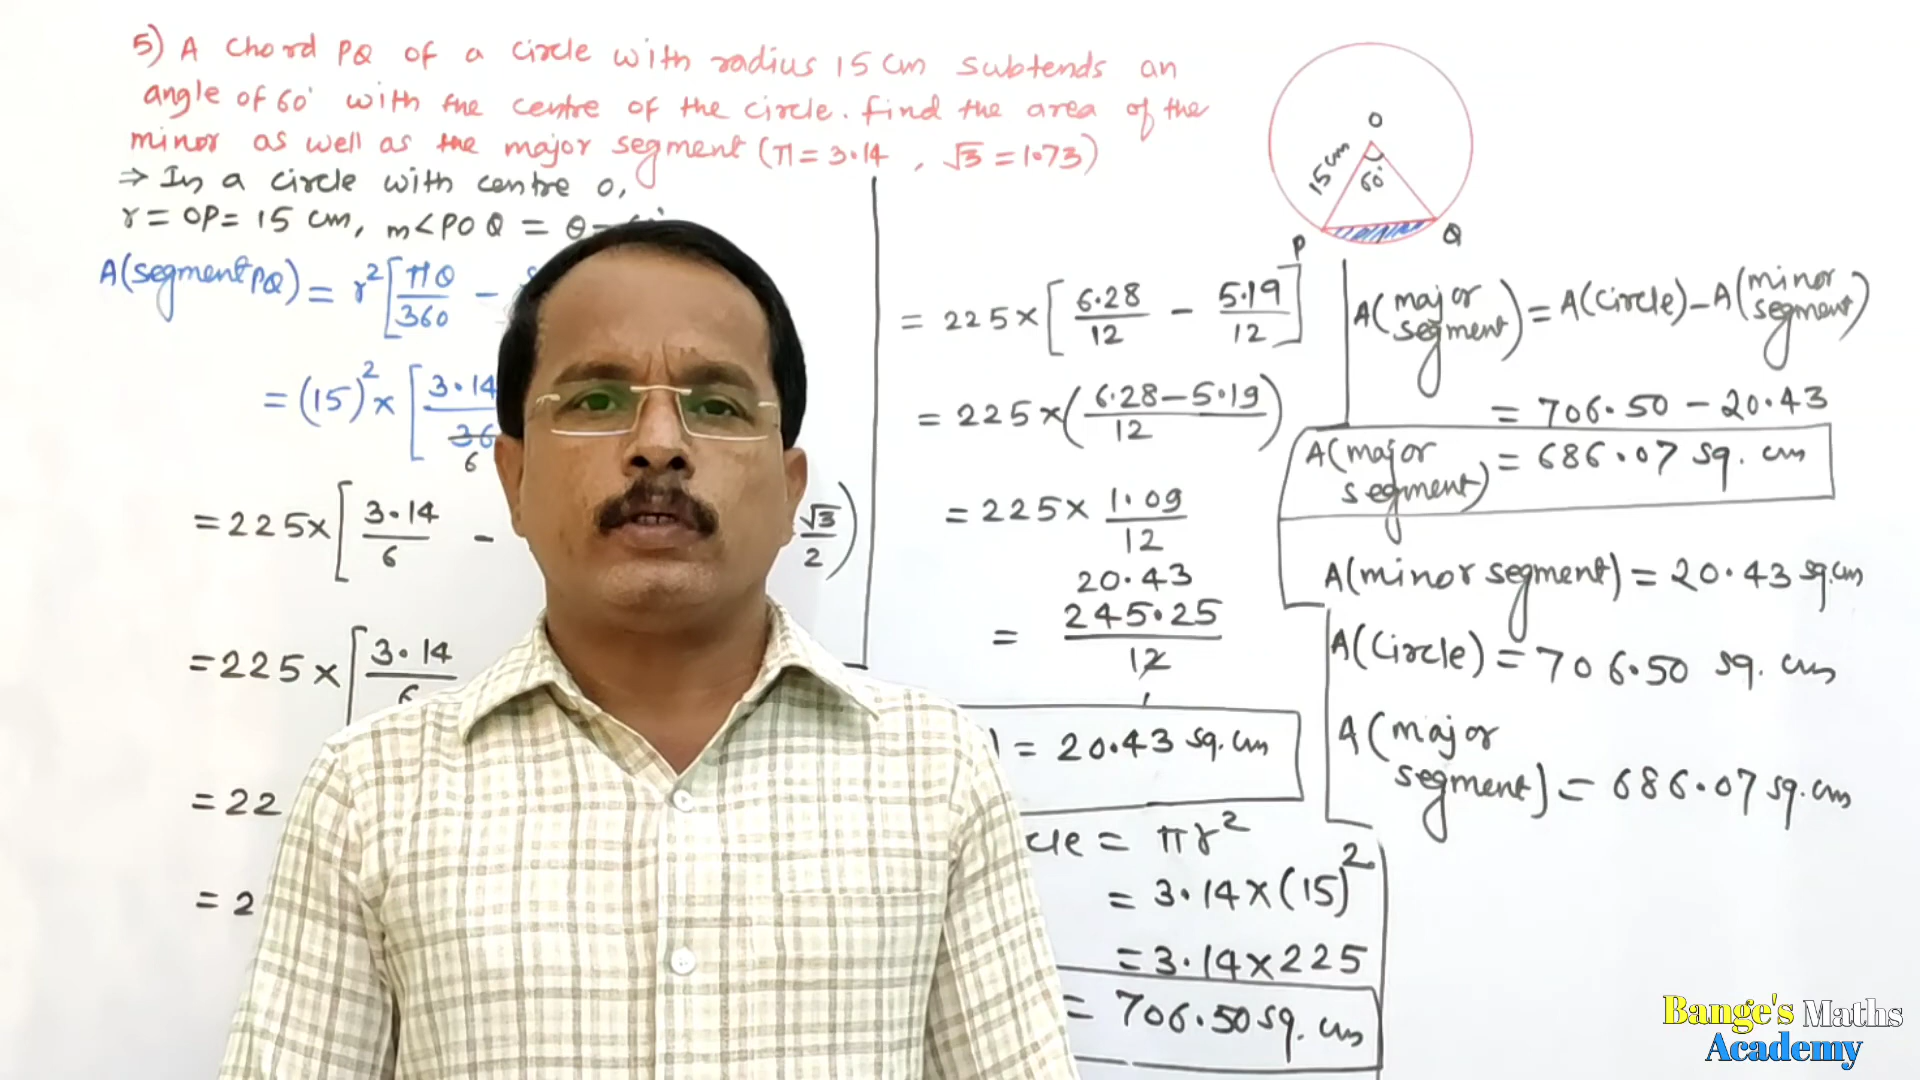 5) A chord PQ of a circle with radius 15 cm subtends an
angle of 60° with the centre of the circle. find the area of the
minor as well as the major segment (π = 3.14 , √3 = 1.73)
⇒ In a circle with centre O,
r = OP = 15 cm, m∠POQ = θ =
A(segment PQ) = r² [πθ/360 −
= (15)² × [3.14
36
6
= 225 × [3.14/6 −
√3/2)
= 225 × [3.14/6
= 22
= 2
= 225 × [6.28/12 − 5.19/12]
= 225 × (6.28 − 5.19/12)
= 225 × 1.09/12
20.43
= 245.25/12
1
) = 20.43 sq. cm
cle = πr²
= 3.14 × (15)²
= 3.14 × 225
= 706.50 sq. cm
O
15 cm
60°
P
Q
A(major segment) = A(circle) − A(minor segment)
= 706.50 − 20.43
A(major segment) = 686.07 sq. cm
A(minor segment) = 20.43 sq. cm
A(circle) = 706.50 sq. cm
A(major segment) = 686.07 sq. cm
Bange's Maths
Academy